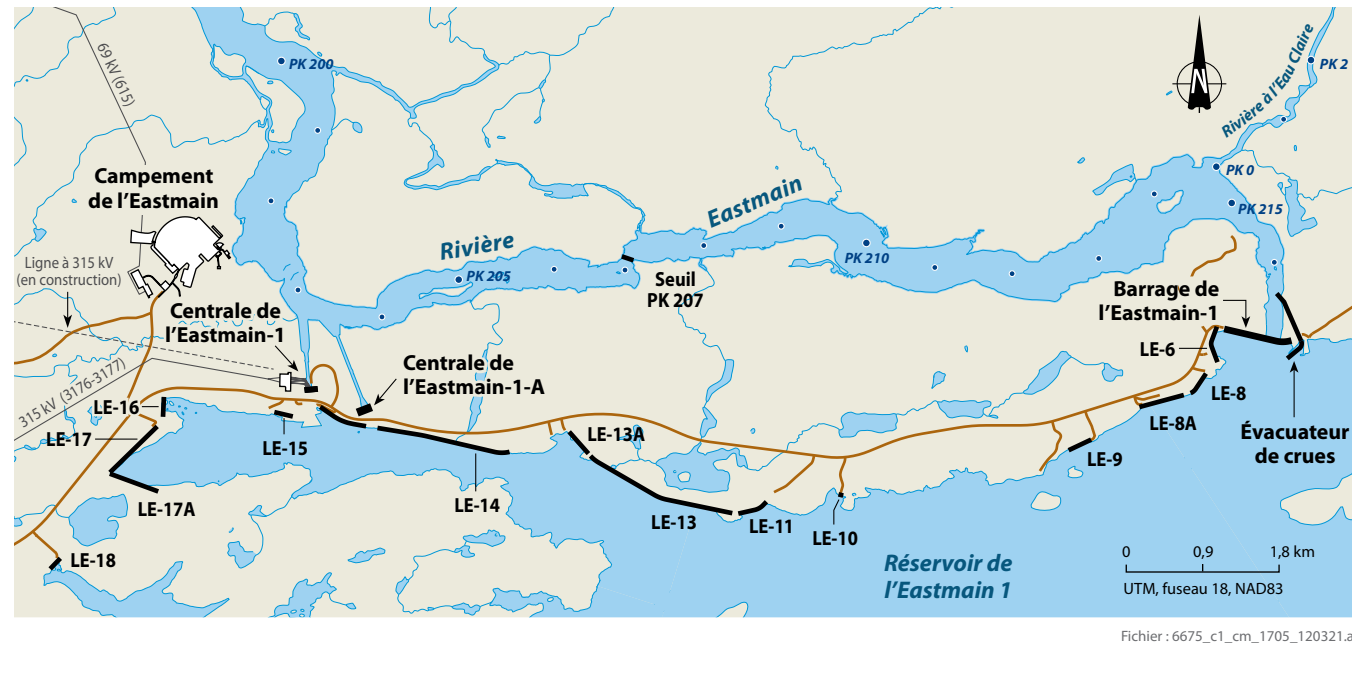 69 kV (615)
PK 200
Rivière à l'Eau Claire
PK 2
N
Campement
de l'Eastmain
PK 0
PK 215
Eastmain
Rivière
Ligne à 315 kV
(en construction)
PK 205
Seuil
PK 207
PK 210
Barrage de
l'Eastmain-1
Centrale de
l'Eastmain-1
Centrale de
l'Eastmain-1-A
LE-6
LE-8
LE-8A
Évacuateur
de crues
315 kV (3176-3177)
LE-16
LE-17
LE-15
LE-13A
LE-9
LE-17A
LE-14
LE-13
LE-11
LE-10
LE-18
Réservoir de
l'Eastmain 1
0 0,9 1,8 km
UTM, fuseau 18, NAD83
Fichier : 6675_c1_cm_1705_120321.a